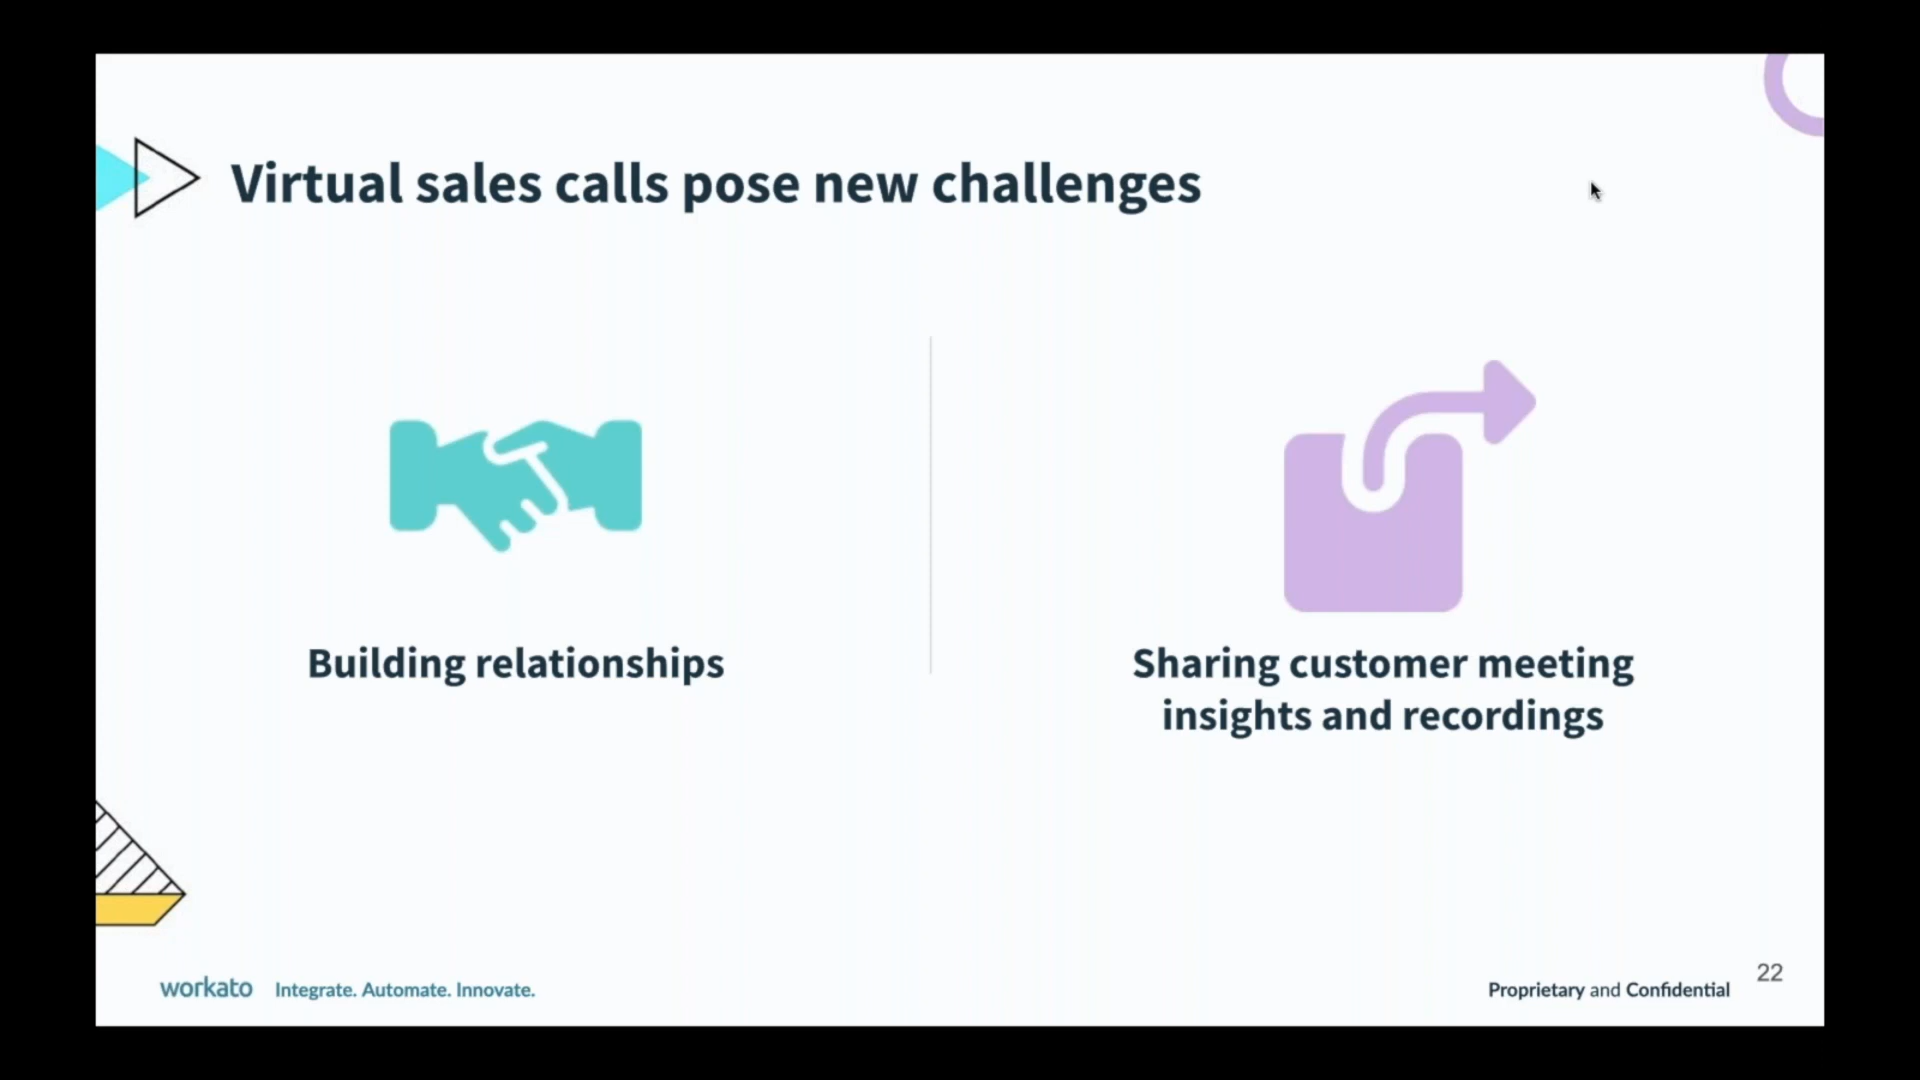 Virtual sales calls pose new challenges
Building relationships
Sharing customer meeting
insights and recordings
workato Integrate. Automate. Innovate.
Proprietary and Confidential 22